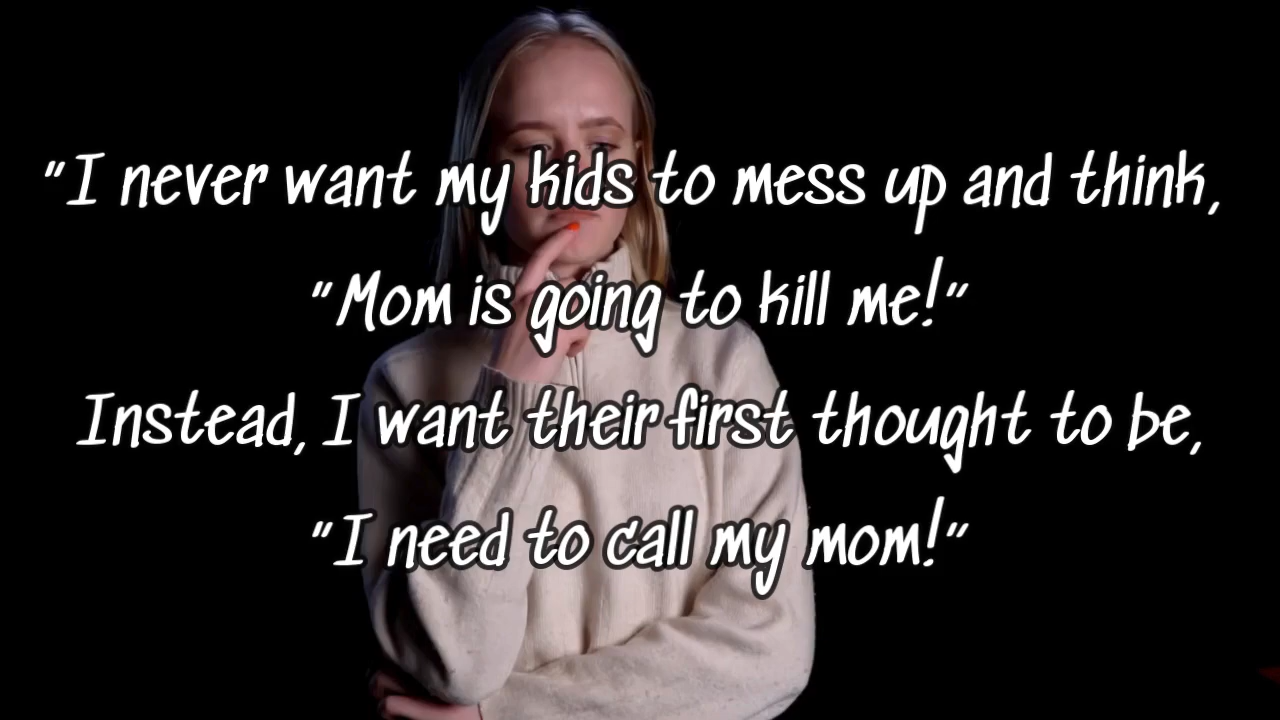 "I never want my kids to mess up and think,
"Mom is going to kill me!"
Instead, I want their first thought to be,
"I need to call my mom!"